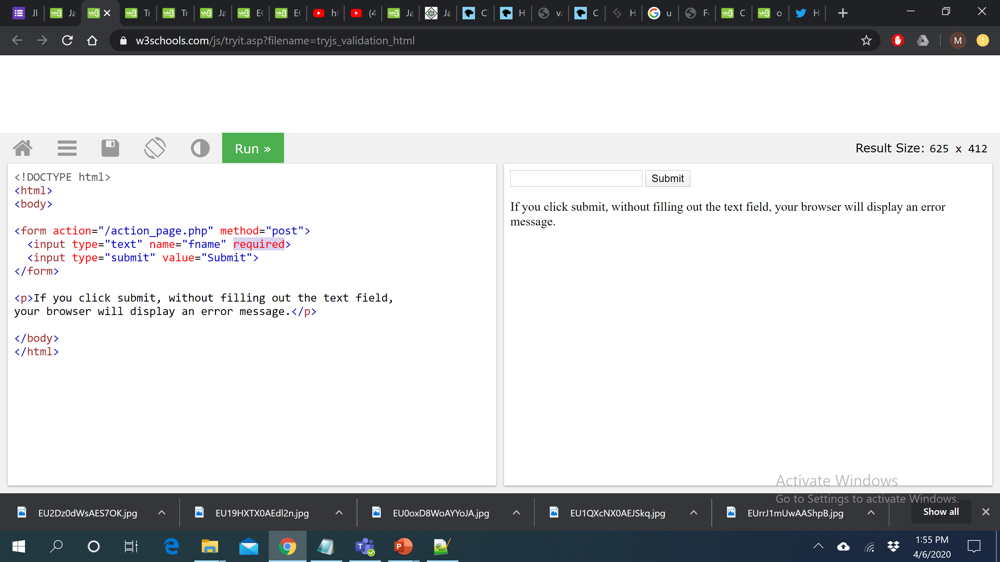 Jl
Ja
Tr
Tr
Ja
EC
EC
ht
(4
Ja
Ja
C
H
va
C
H
u
Fo
C
o
H
w3schools.com/js/tryit.asp?filename=tryjs_validation_html
M
Run »
Result Size: 625 x 412
<!DOCTYPE html>
<html>
<body>
<form action="/action_page.php" method="post">
<input type="text" name="fname" required>
<input type="submit" value="Submit">
</form>
<p>If you click submit, without filling out the text field,
your browser will display an error message.</p>
</body>
</html>
Submit
If you click submit, without filling out the text field, your browser will display an error
message.
Activate Windows
Go to Settings to activate Windows.
EU2Dz0dWsAES7OK.jpg
EU19HXTX0AEdl2n.jpg
EU0oxD8WoAYYoJA.jpg
EU1QXcNX0AEJSkq.jpg
EUrrJ1mUwAAShpB.jpg
Show all
1:55 PM
4/6/2020